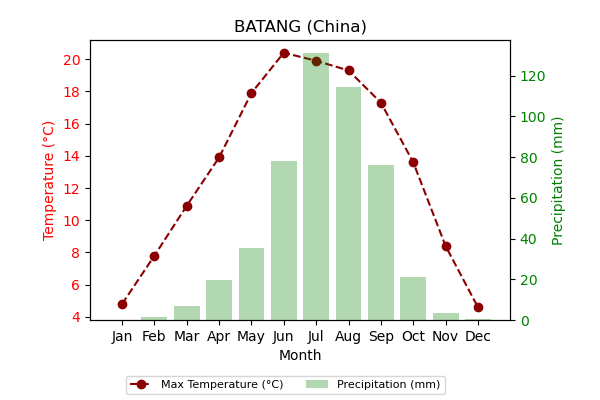 BATANG (China)
Temperature (°C)
20
18
16
14
12
10
8
6
4
120
100
80
60
40
20
0
Precipitation (mm)
Jan Feb Mar Apr May Jun Jul Aug Sep Oct Nov Dec
Month
Max Temperature (°C) Precipitation (mm)